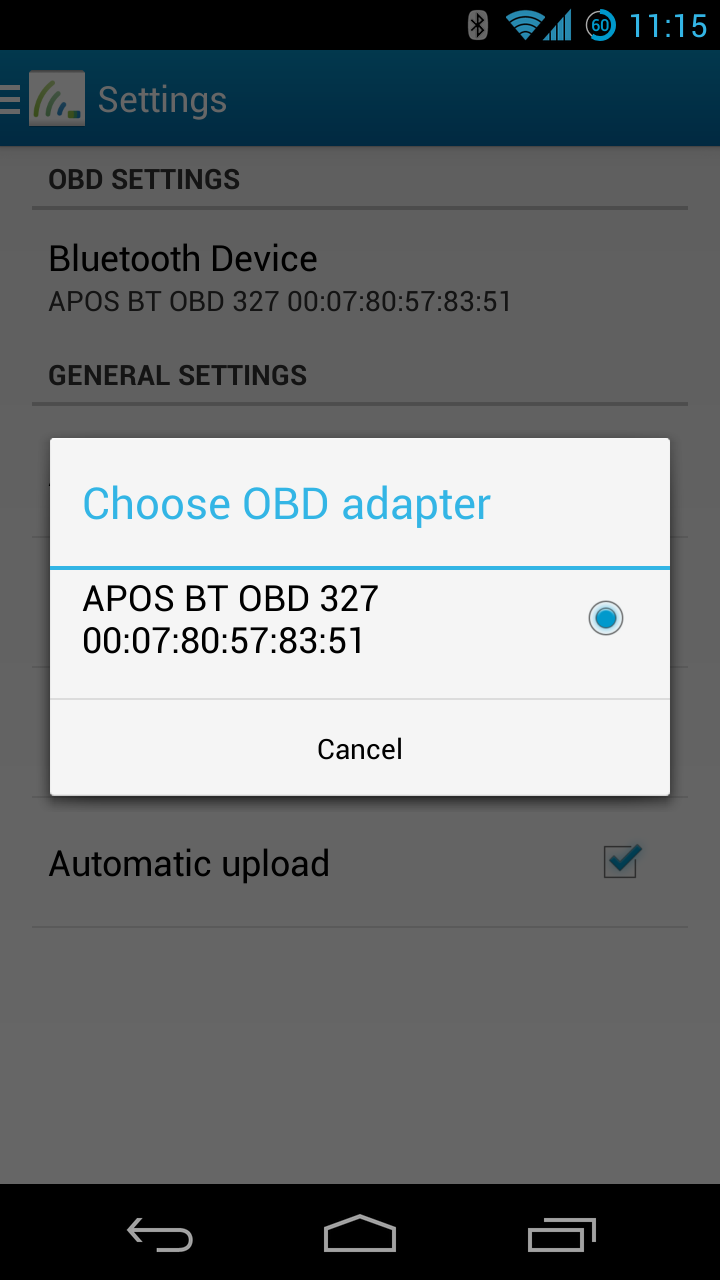 60 11:15
Settings
OBD SETTINGS
Bluetooth Device
APOS BT OBD 327 00:07:80:57:83:51
GENERAL SETTINGS
Choose OBD adapter
APOS BT OBD 327
00:07:80:57:83:51
Cancel
Automatic upload